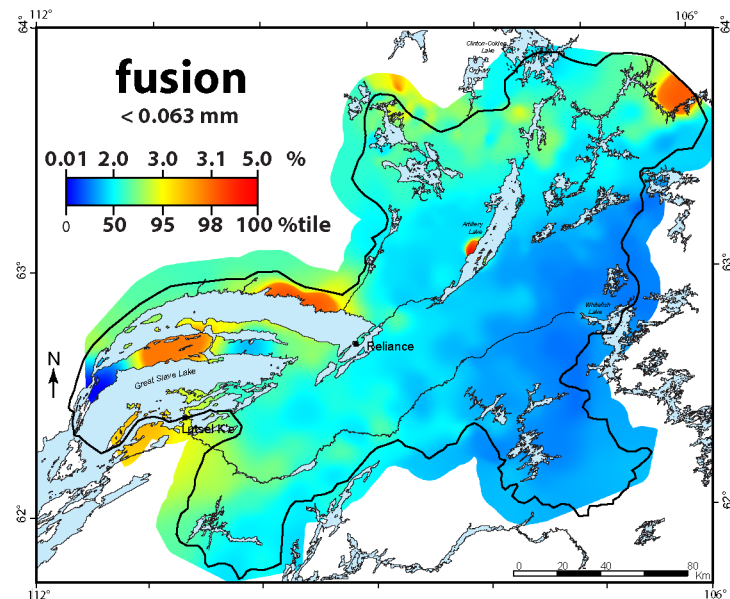 112°
106°
64°
64°
fusion
< 0.063 mm
0.01 2.0 3.0 3.1 5.0 %
0 50 95 98 100 %tile
Clinton-Colden
Lake
Artillery
Lake
63°
63°
Whitefish
Lake
N
Reliance
Great Slave Lake
Lutsel K'e
62°
62°
0 20 40 80
Km
112°
106°